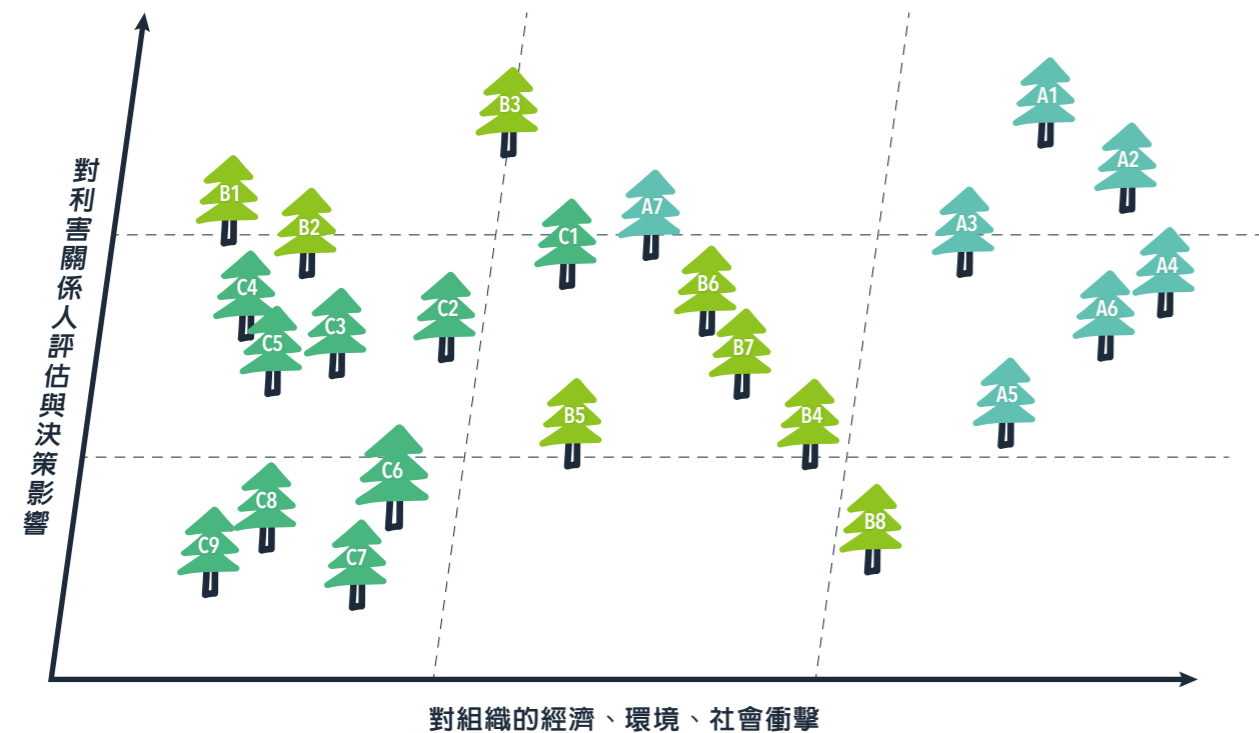 對利害關係人評估與決策影響
A1
B3
A2
B1
A7
B2
A3
C1
A4
B6
C4
C2
A6
C3
C5
B7
A5
B5
B4
C6
C8
B8
C9
C7
對組織的經濟、環境、社會衝擊